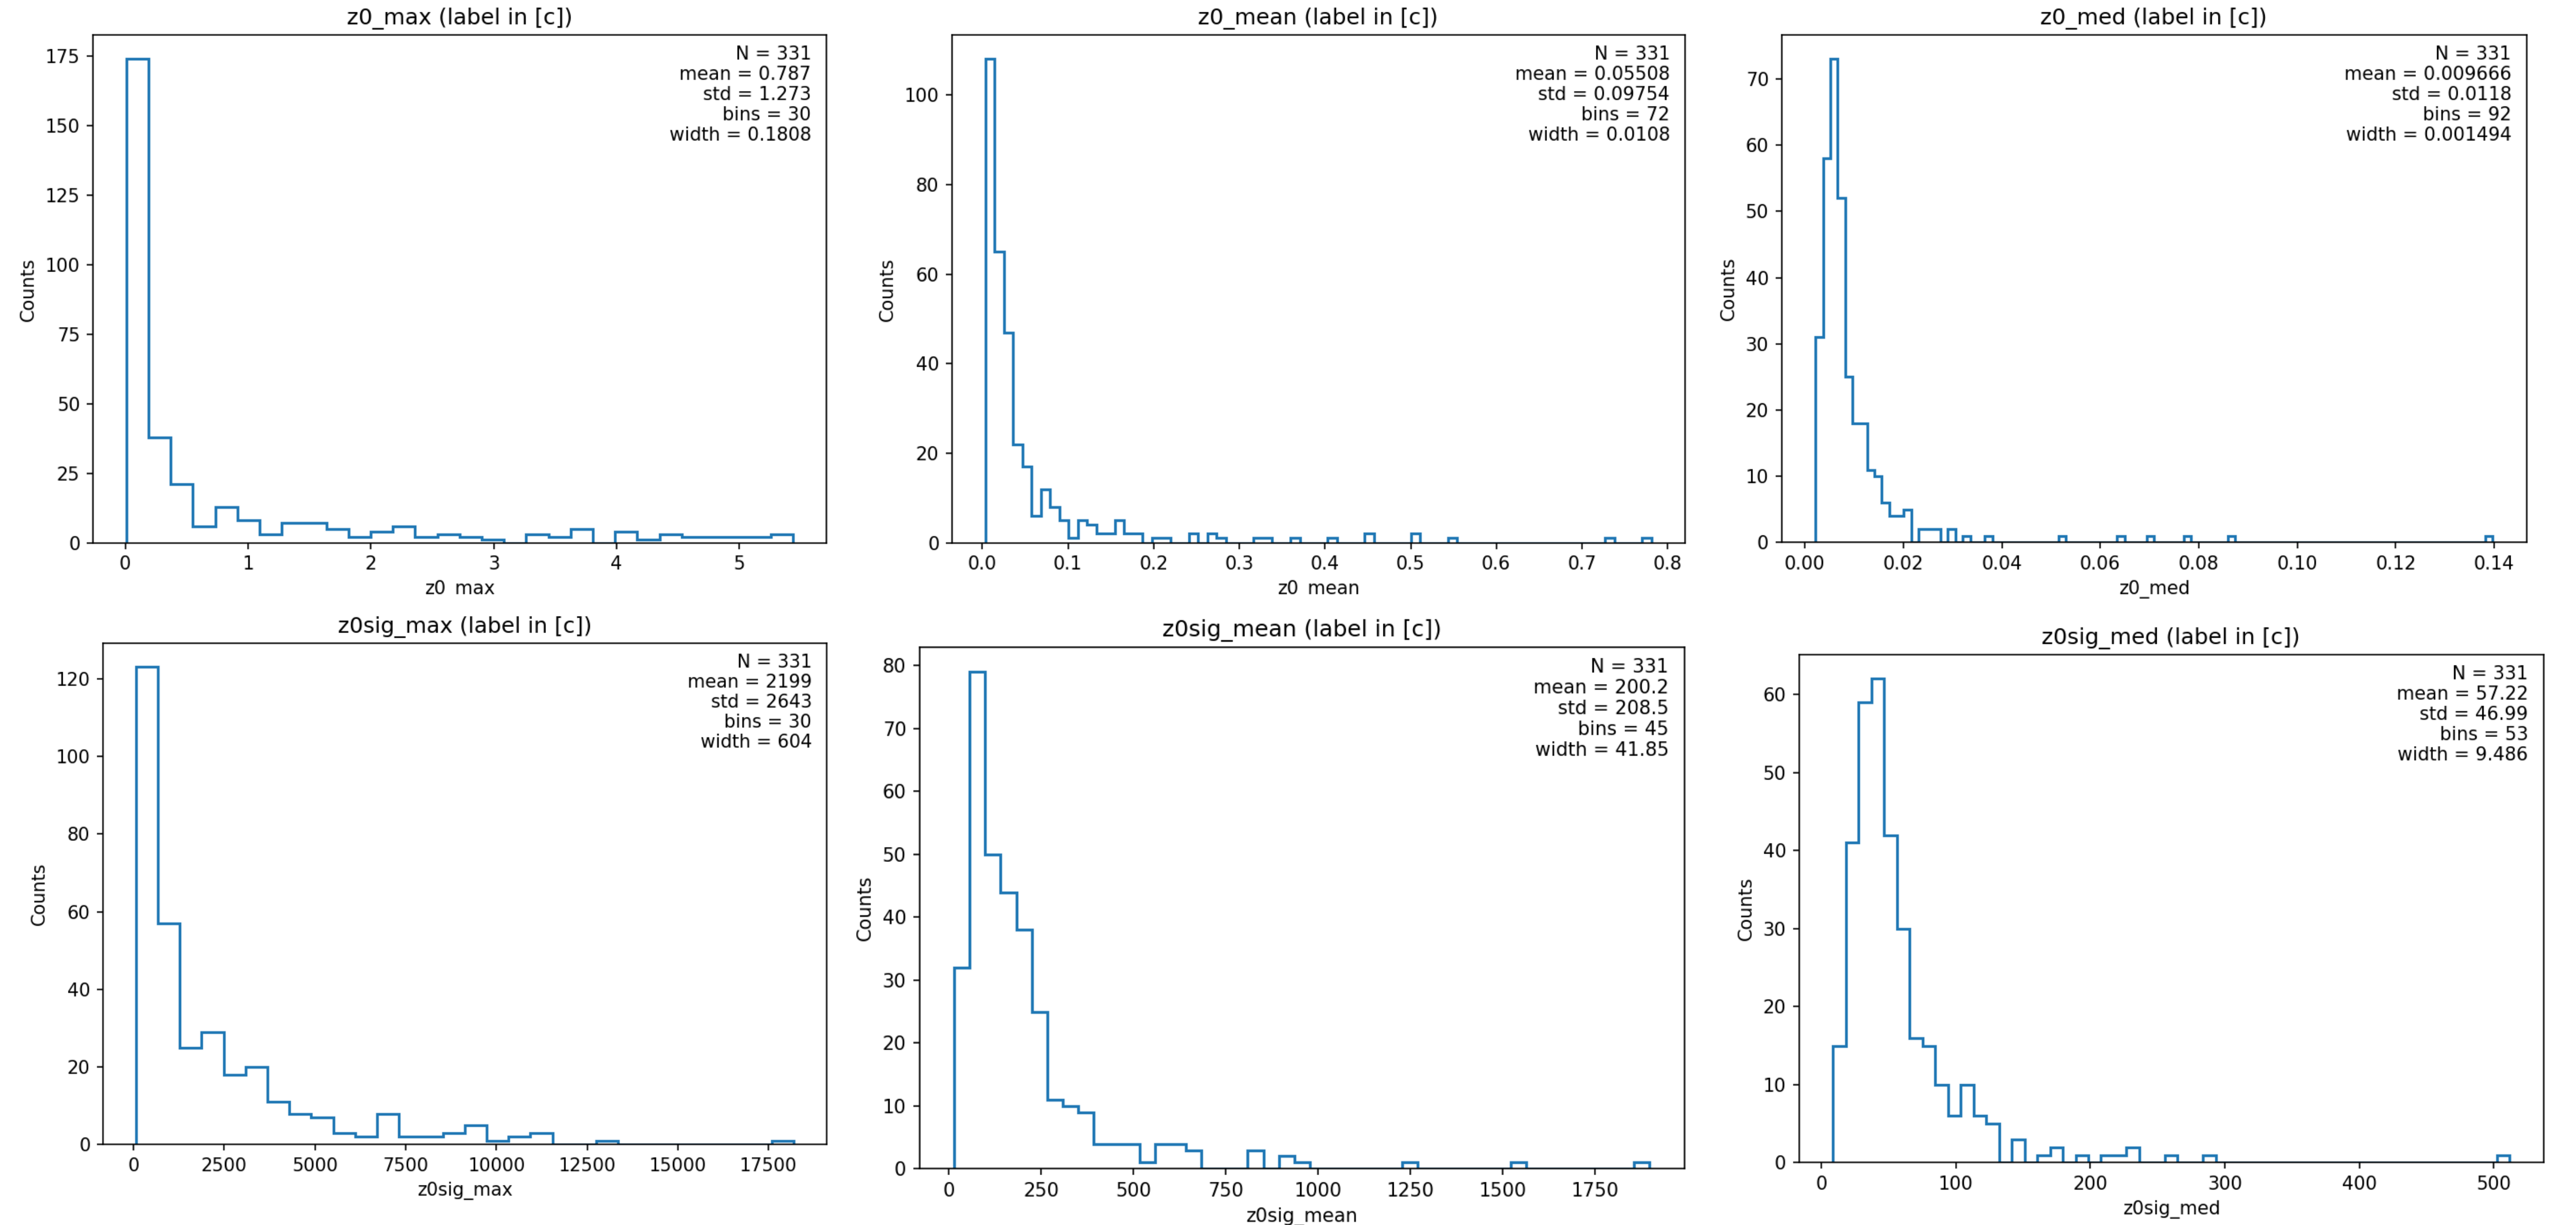 z0_max (label in [c])
N = 331
mean = 0.787
std = 1.273
bins = 30
width = 0.1808
175
150
125
100
75
50
25
0
Counts
0 1 2 3 4 5
z0_max
z0_mean (label in [c])
N = 331
mean = 0.05508
std = 0.09754
bins = 72
width = 0.0108
100
80
60
40
20
0
Counts
0.0 0.1 0.2 0.3 0.4 0.5 0.6 0.7 0.8
z0_mean
z0_med (label in [c])
N = 331
mean = 0.009666
std = 0.0118
bins = 92
width = 0.001494
70
60
50
40
30
20
10
0
Counts
0.00 0.02 0.04 0.06 0.08 0.10 0.12 0.14
z0_med
z0sig_max (label in [c])
N = 331
mean = 2199
std = 2643
bins = 30
width = 604
120
100
80
60
40
20
0
Counts
0 2500 5000 7500 10000 12500 15000 17500
z0sig_max
z0sig_mean (label in [c])
N = 331
mean = 200.2
std = 208.5
bins = 45
width = 41.85
80
70
60
50
40
30
20
10
0
Counts
0 250 500 750 1000 1250 1500 1750
z0sig_mean
z0sig_med (label in [c])
N = 331
mean = 57.22
std = 46.99
bins = 53
width = 9.486
60
50
40
30
20
10
0
Counts
0 100 200 300 400 500
z0sig_med